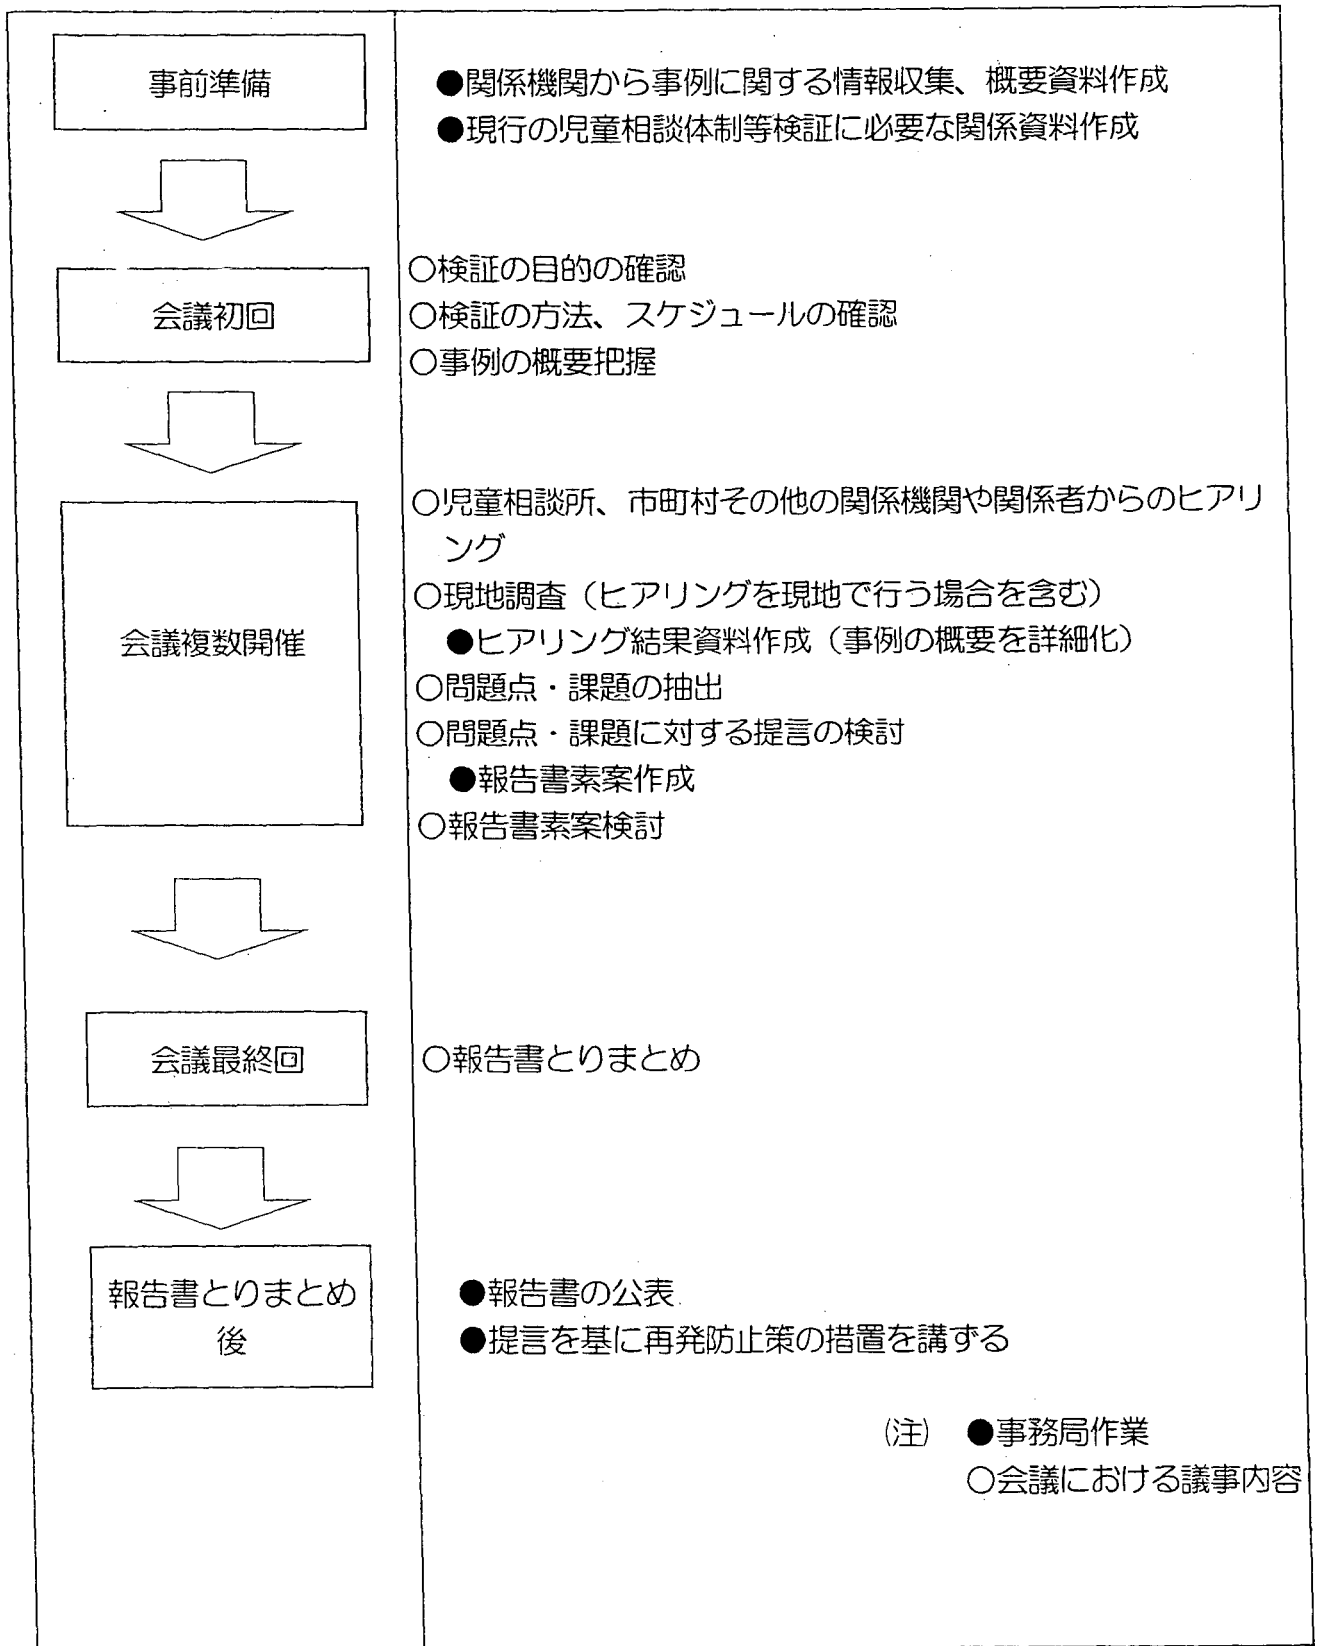 事前準備
●関係機関から事例に関する情報収集、概要資料作成
●現行の児童相談体制等検証に必要な関係資料作成
会議初回
○検証の目的の確認
○検証の方法、スケジュールの確認
○事例の概要把握
会議複数開催
○児童相談所、市町村その他の関係機関や関係者からのヒアリ
ング
○現地調査（ヒアリングを現地で行う場合を含む）
●ヒアリング結果資料作成（事例の概要を詳細化）
○問題点・課題の抽出
○問題点・課題に対する提言の検討
●報告書素案作成
○報告書素案検討
会議最終回
○報告書とりまとめ
報告書とりまとめ
後
●報告書の公表
●提言を基に再発防止策の措置を講ずる
(注) ●事務局作業
○会議における議事内容